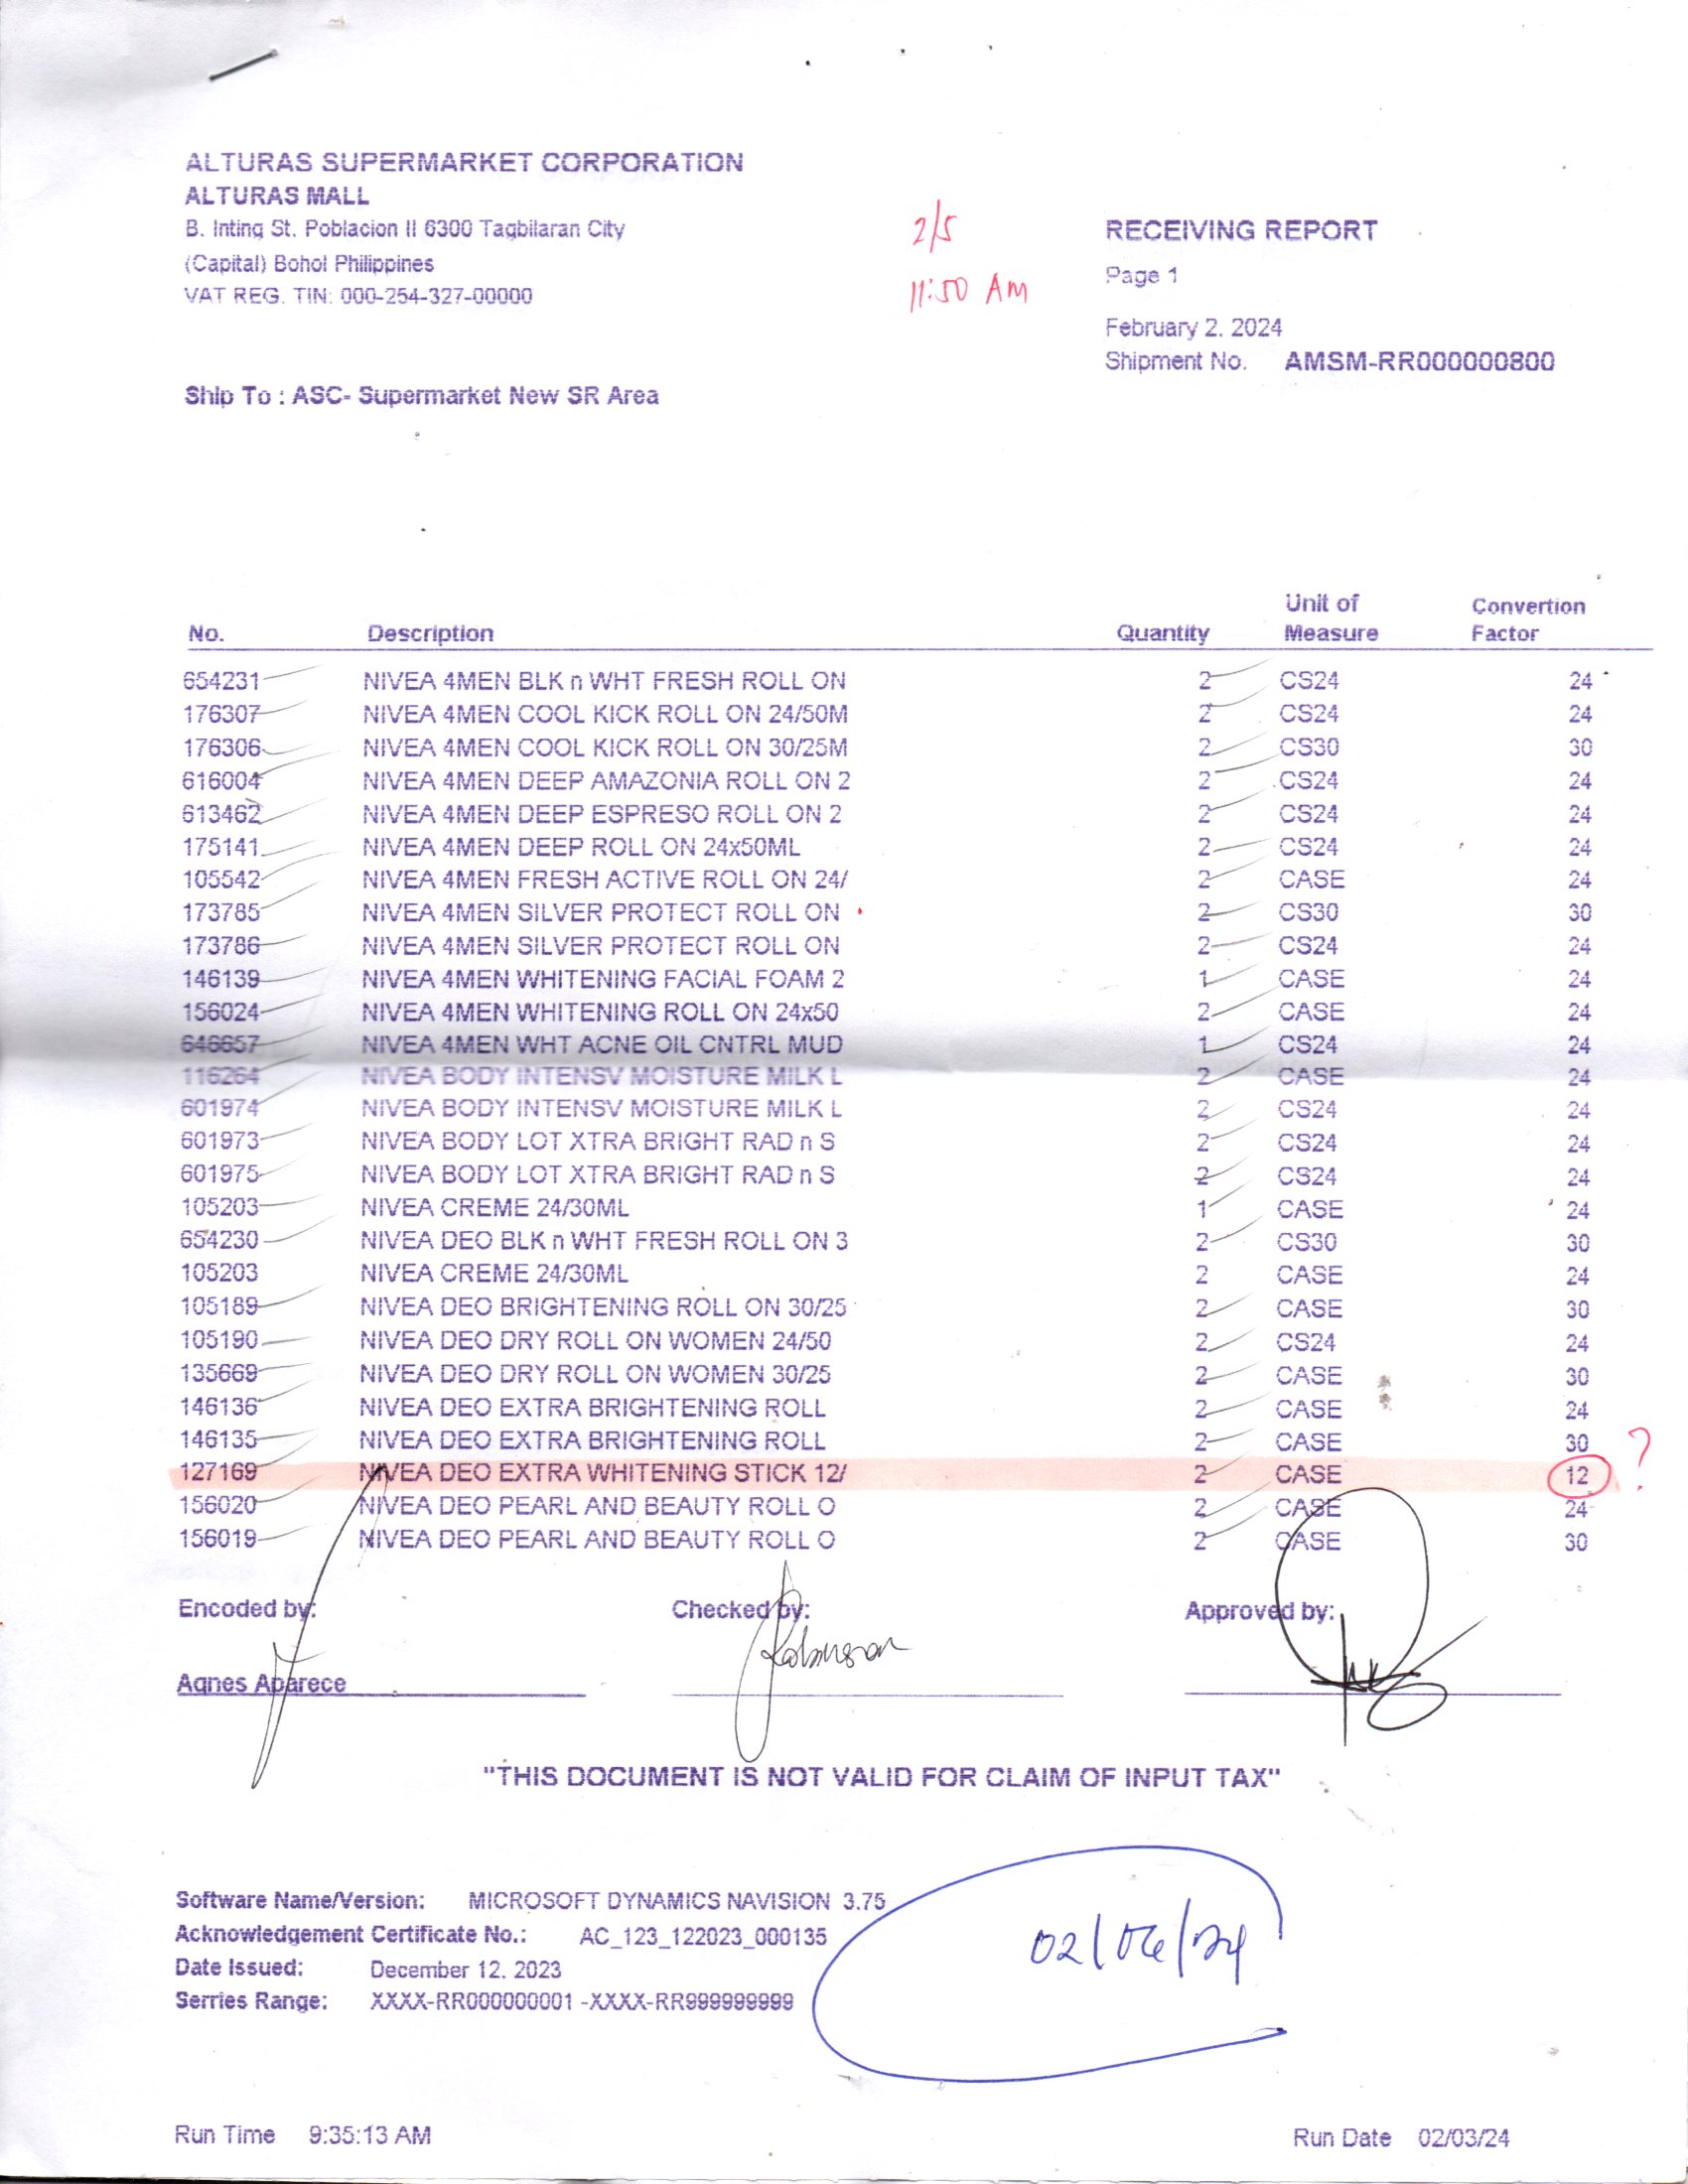 ALTURAS SUPERMARKET CORPORATION
ALTURAS MALL
B. Inting St. Poblacion II 6300 Tagbilaran City
(Capital) Bohol Philippines
VAT REG. TIN: 000-254-327-00000
2/5
11:50 AM
RECEIVING REPORT
Page 1
February 2. 2024
Shipment No. AMSM-RR000000800
Ship To : ASC- Supermarket New SR Area
No. Description Quantity Unit of Measure Convertion Factor
654231 NIVEA 4MEN BLK n WHT FRESH ROLL ON 2 CS24 24
176307 NIVEA 4MEN COOL KICK ROLL ON 24/50M 2 CS24 24
176306 NIVEA 4MEN COOL KICK ROLL ON 30/25M 2 CS30 30
616004 NIVEA 4MEN DEEP AMAZONIA ROLL ON 2 2 CS24 24
613462 NIVEA 4MEN DEEP ESPRESO ROLL ON 2 2 CS24 24
175141 NIVEA 4MEN DEEP ROLL ON 24x50ML 2 CS24 24
105542 NIVEA 4MEN FRESH ACTIVE ROLL ON 24/ 2 CASE 24
173785 NIVEA 4MEN SILVER PROTECT ROLL ON 2 CS30 30
173786 NIVEA 4MEN SILVER PROTECT ROLL ON 2 CS24 24
146139 NIVEA 4MEN WHITENING FACIAL FOAM 2 1 CASE 24
156024 NIVEA 4MEN WHITENING ROLL ON 24x50 2 CASE 24
646657 NIVEA 4MEN WHT ACNE OIL CNTRL MUD 1 CS24 24
116264 NIVEA BODY INTENSV MOISTURE MILK L 2 CASE 24
601974 NIVEA BODY INTENSV MOISTURE MILK L 2 CS24 24
601973 NIVEA BODY LOT XTRA BRIGHT RAD n S 2 CS24 24
601975 NIVEA BODY LOT XTRA BRIGHT RAD n S 2 CS24 24
105203 NIVEA CREME 24/30ML 1 CASE 24
654230 NIVEA DEO BLK n WHT FRESH ROLL ON 3 2 CS30 30
105203 NIVEA CREME 24/30ML 2 CASE 24
105189 NIVEA DEO BRIGHTENING ROLL ON 30/25 2 CASE 30
105190 NIVEA DEO DRY ROLL ON WOMEN 24/50 2 CS24 24
135669 NIVEA DEO DRY ROLL ON WOMEN 30/25 2 CASE 30
146136 NIVEA DEO EXTRA BRIGHTENING ROLL 2 CASE 24
146135 NIVEA DEO EXTRA BRIGHTENING ROLL 2 CASE 30
127169 NIVEA DEO EXTRA WHITENING STICK 12/ 2 CASE 12 ?
156020 NIVEA DEO PEARL AND BEAUTY ROLL O 2 CASE 24
156019 NIVEA DEO PEARL AND BEAUTY ROLL O 2 CASE 30
Encoded by: Checked by: Approved by:
Agnes Aparece
"THIS DOCUMENT IS NOT VALID FOR CLAIM OF INPUT TAX"
Software Name/Version: MICROSOFT DYNAMICS NAVISION 3.75
Acknowledgement Certificate No.: AC_123_122023_000135
Date Issued: December 12. 2023
Serries Range: XXXX-RR000000001 -XXXX-RR999999999
02/06/24
Run Time 9:35:13 AM
Run Date 02/03/24